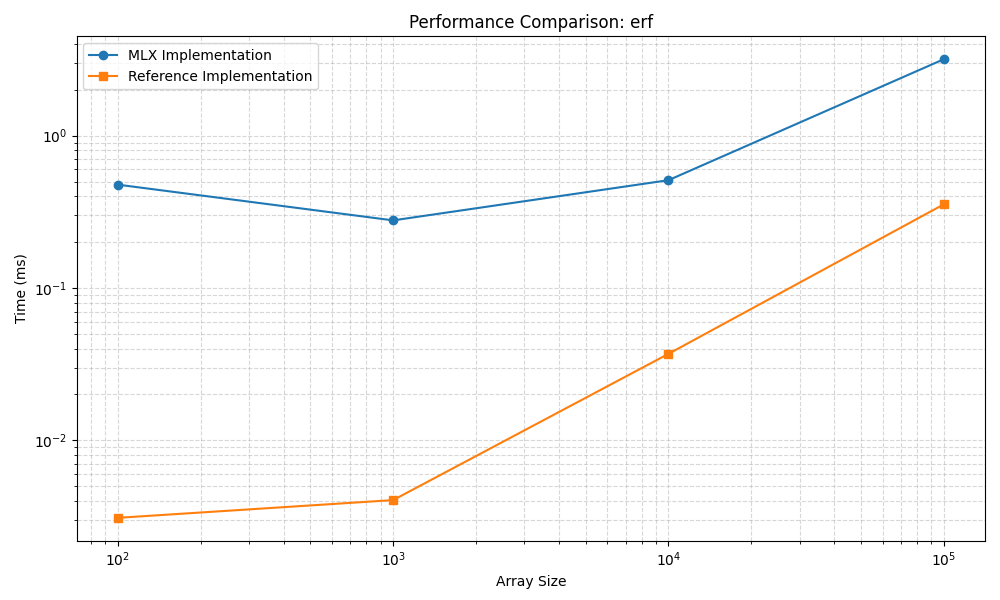 Performance Comparison: erf
MLX Implementation
Reference Implementation
Time (ms)
10⁰
10⁻¹
10⁻²
10² 10³ 10⁴ 10⁵
Array Size